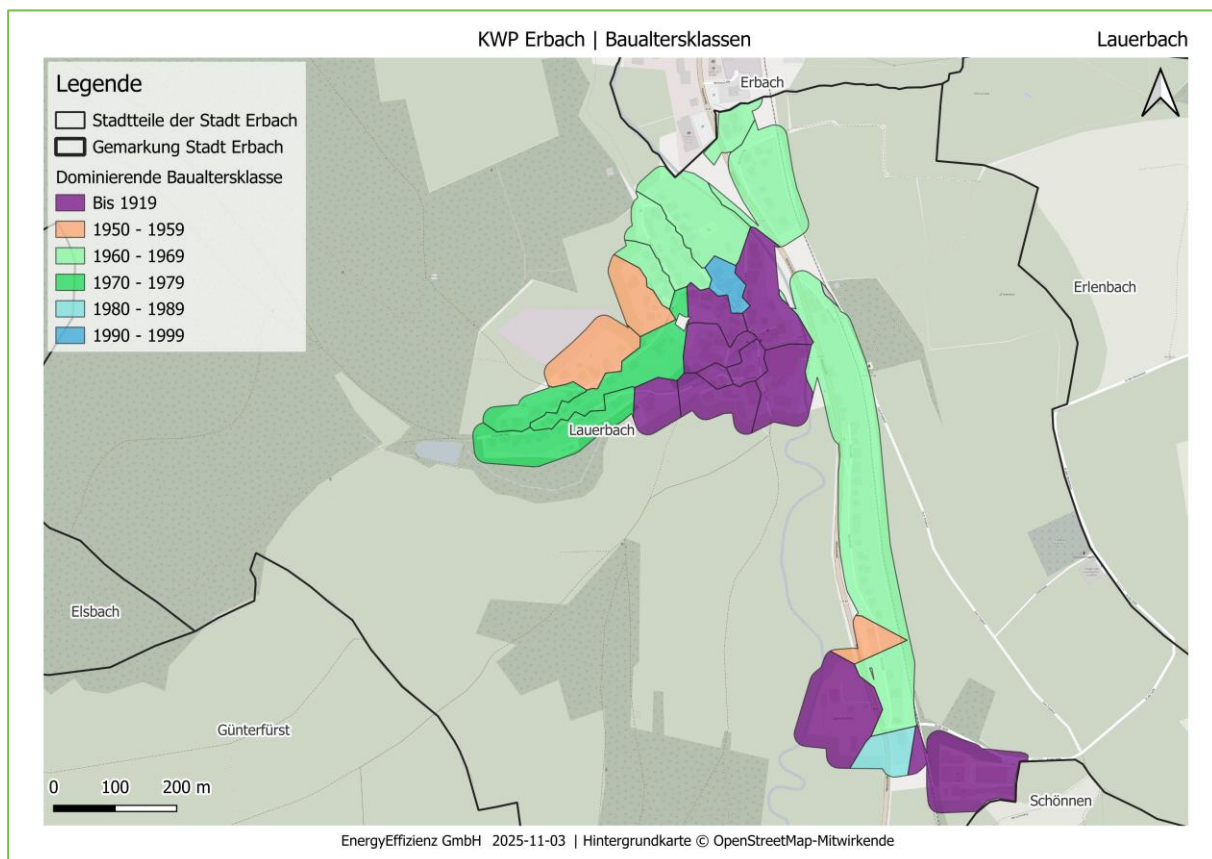 KWP Erbach | Baualtersklassen
Lauerbach
Legende
Stadtteile der Stadt Erbach
Gemarkung Stadt Erbach
Dominierende Baualtersklasse
Bis 1919
1950 - 1959
1960 - 1969
1970 - 1979
1980 - 1989
1990 - 1999
Erbach
Erlenbach
Lauerbach
Elsbach
Günterfürst
Schönnen
0 100 200 m
EnergyEffizienz GmbH 2025-11-03 | Hintergrundkarte © OpenStreetMap-Mitwirkende